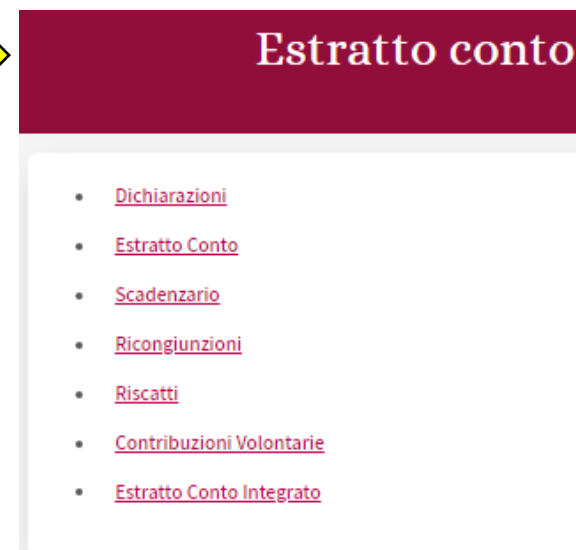 Estratto conto
Dichiarazioni
Estratto Conto
Scadenzario
Ricongiunzioni
Riscatti
Contribuzioni Volontarie
Estratto Conto Integrato